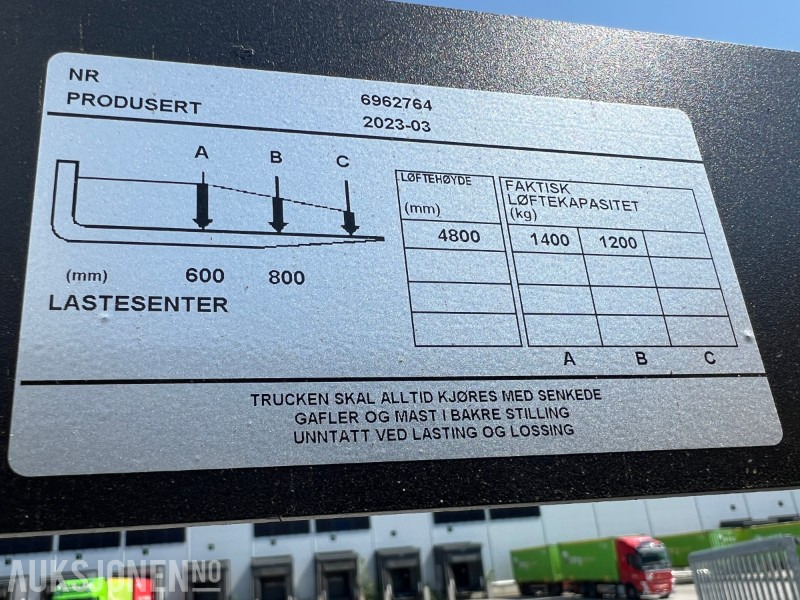 NR 6962764
PRODUSERT 2023-03
A B C
LØFTEHØYDE
(mm)
FAKTISK
LØFTEKAPASITET
(kg)
4800 1400 1200
(mm) 600 800
LASTESENTER
A B C
TRUCKEN SKAL ALLTID KJØRES MED SENKEDE
GAFLER OG MAST I BAKRE STILLING
UNNTATT VED LASTING OG LOSSING
AUKSJONEN.NO